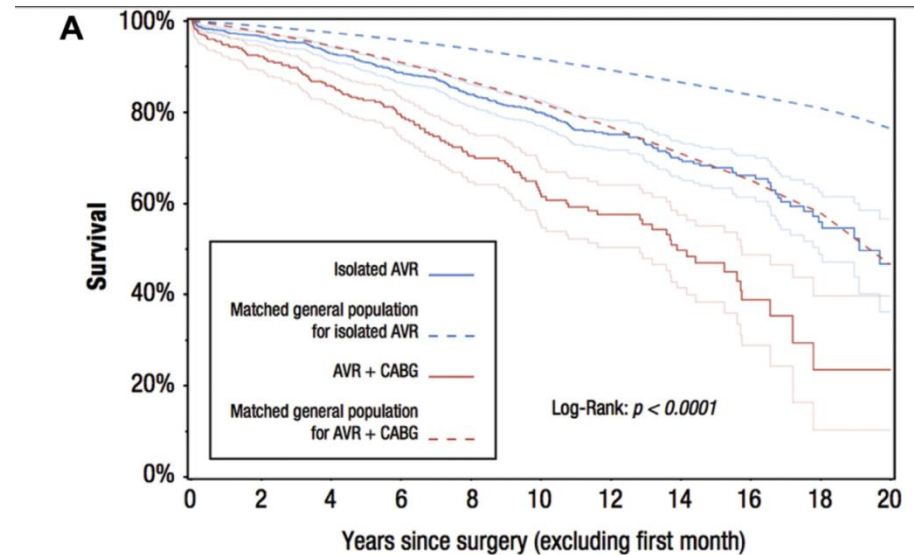 A
100%
80%
60%
40%
20%
0%
Survival
Isolated AVR
Matched general population
for isolated AVR
AVR + CABG
Matched general population
for AVR + CABG
Log-Rank: p < 0.0001
0 2 4 6 8 10 12 14 16 18 20
Years since surgery (excluding first month)